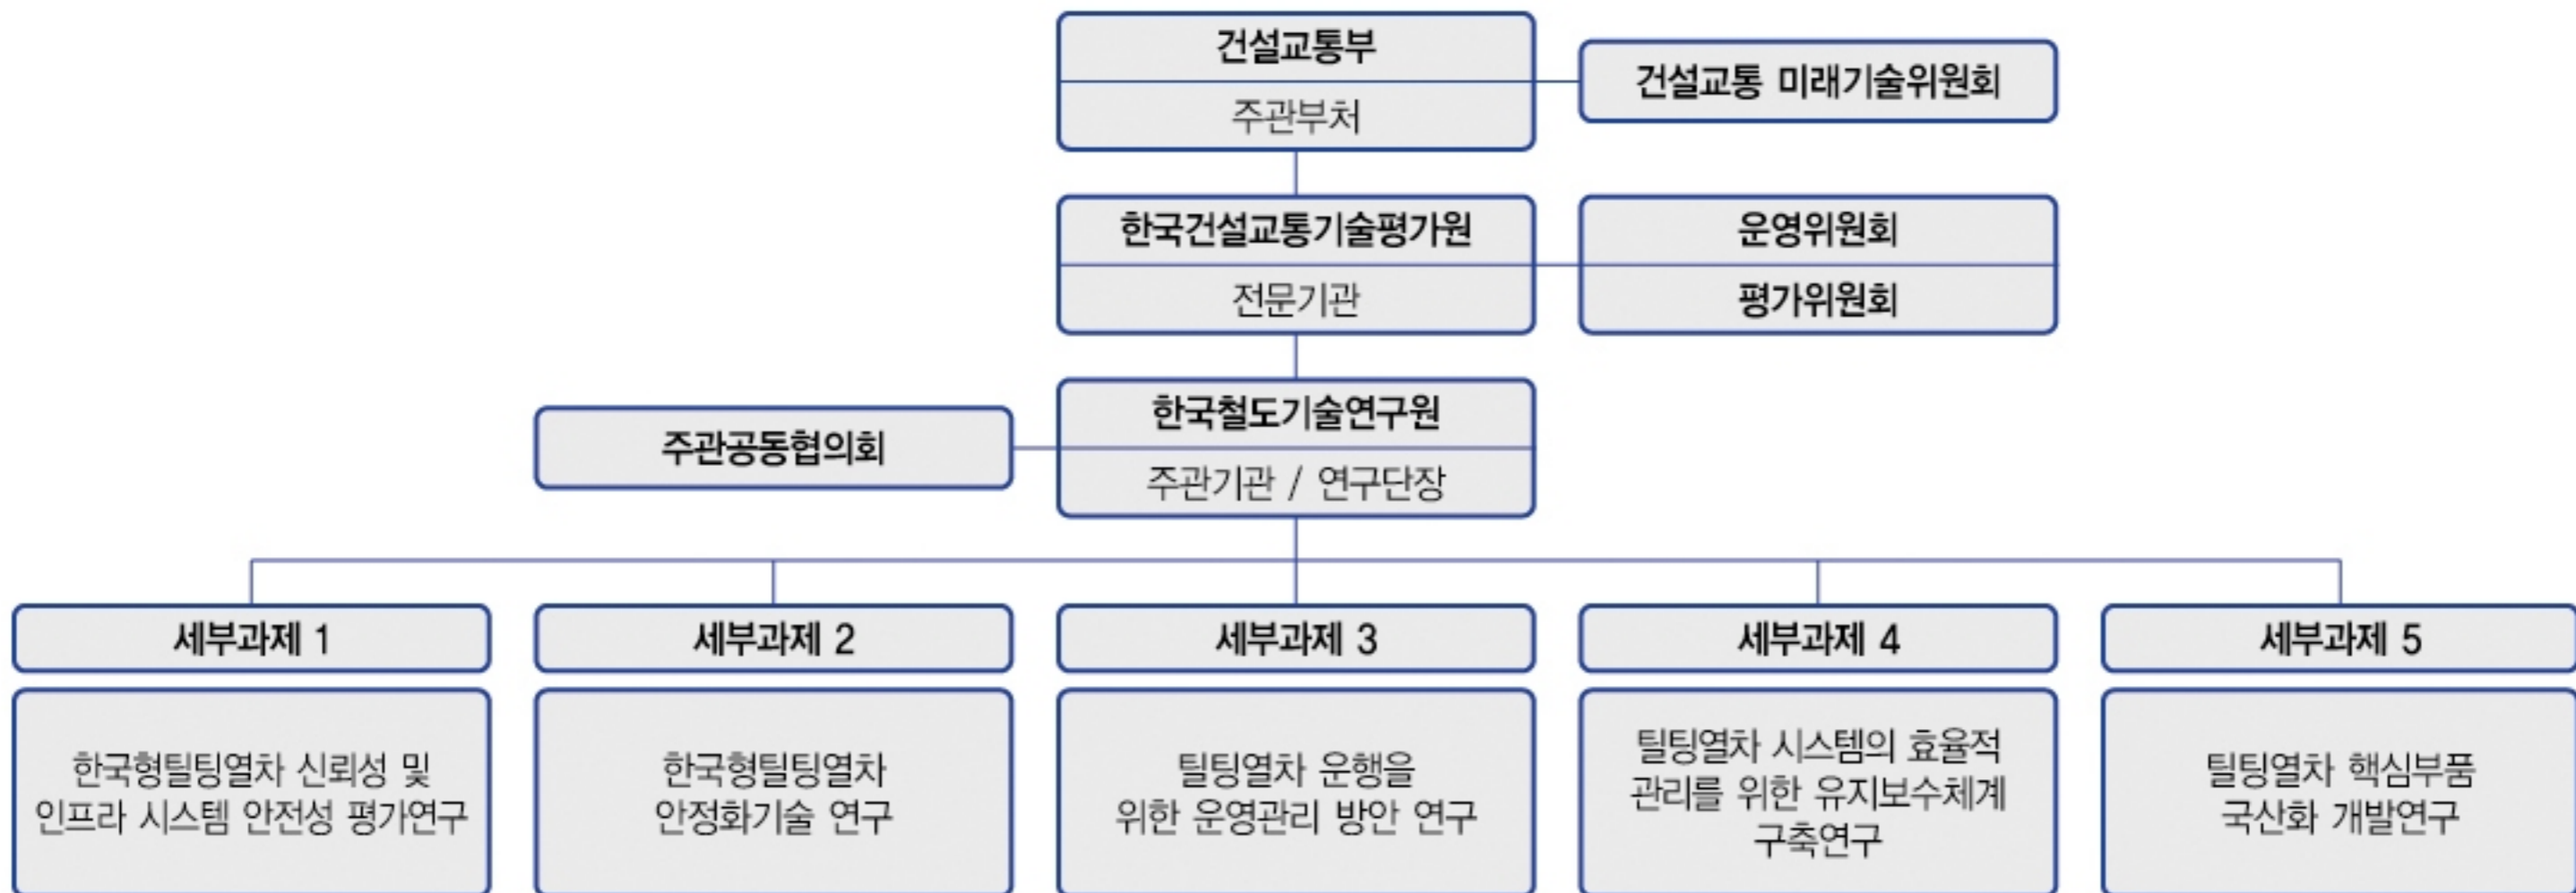 건설교통부
주관부처
건설교통 미래기술위원회
한국건설교통기술평가원
전문기관
운영위원회
평가위원회
주관공동협의회
한국철도기술연구원
주관기관 / 연구단장
세부과제 1
세부과제 2
세부과제 3
세부과제 4
세부과제 5
한국형틸팅열차 신뢰성 및
인프라 시스템 안전성 평가연구
한국형틸팅열차
안정화기술 연구
틸팅열차 운행을
위한 운영관리 방안 연구
틸팅열차 시스템의 효율적
관리를 위한 유지보수체계
구축연구
틸팅열차 핵심부품
국산화 개발연구